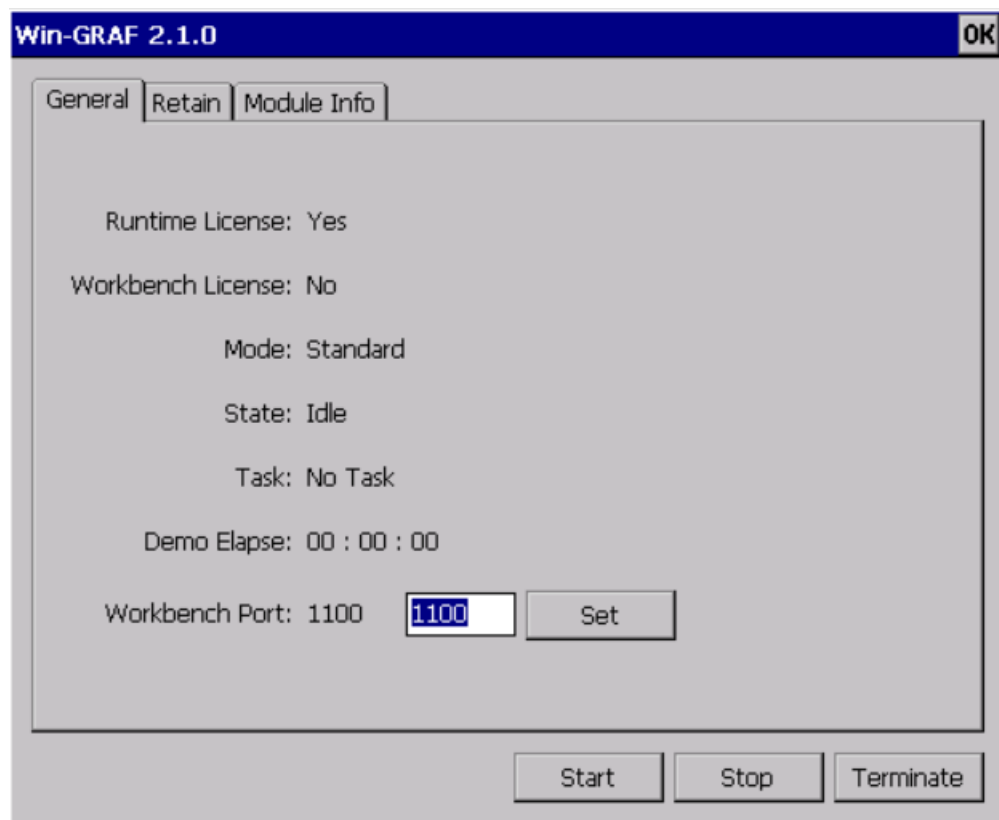 Win-GRAF 2.1.0 OK
General Retain Module Info
Runtime License: Yes
Workbench License: No
Mode: Standard
State: Idle
Task: No Task
Demo Elapse: 00 : 00 : 00
Workbench Port: 1100 1100 Set
Start Stop Terminate